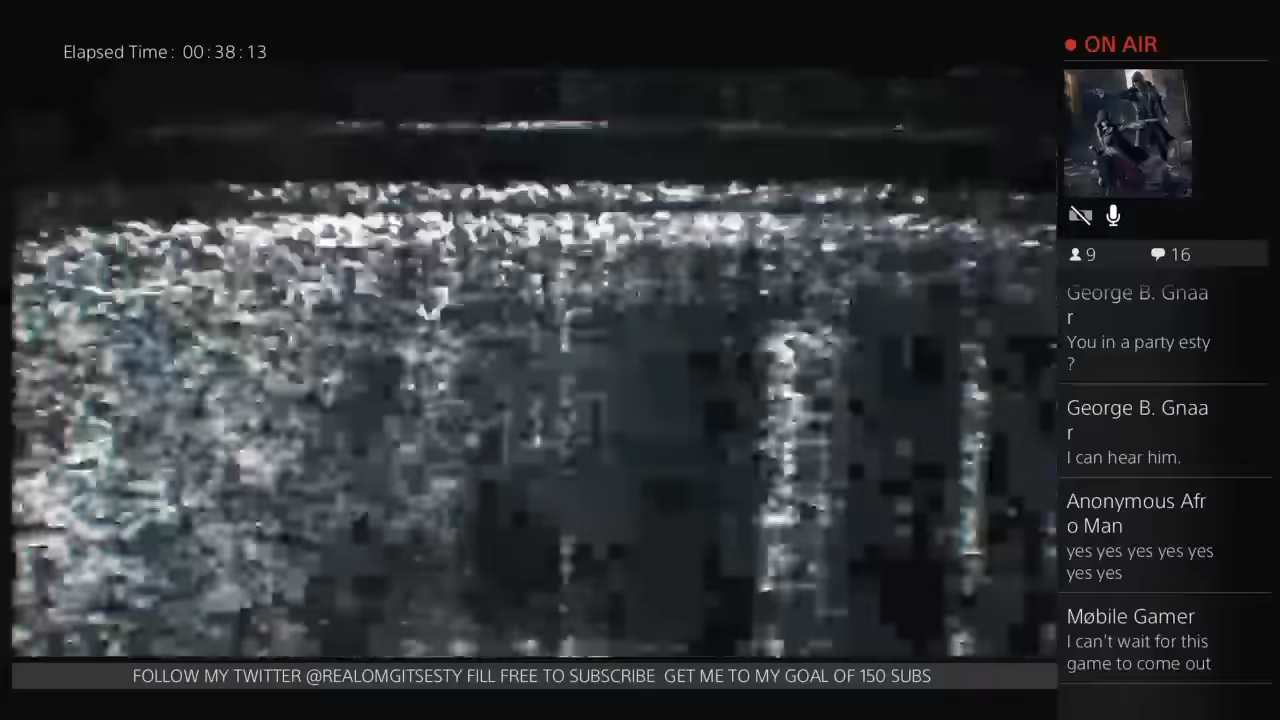 Elapsed Time: 00:38:13
ON AIR
9 16
George B. Gnaa
r
You in a party esty
?
George B. Gnaa
r
I can hear him.
Anonymous Afr
o Man
yes yes yes yes yes
yes yes
Møbile Gamer
I can't wait for this
game to come out
FOLLOW MY TWITTER @REALOMGITSESTY FILL FREE TO SUBSCRIBE GET ME TO MY GOAL OF 150 SUBS